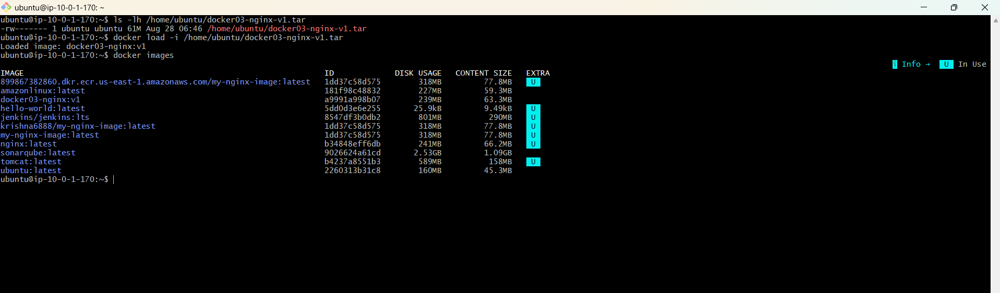 ubuntu@ip-10-0-1-170: ~
ubuntu@ip-10-0-1-170:~$ ls -lh /home/ubuntu/docker03-nginx-v1.tar
-rw------- 1 ubuntu ubuntu 61M Aug 28 06:46 /home/ubuntu/docker03-nginx-v1.tar
ubuntu@ip-10-0-1-170:~$ docker load -i /home/ubuntu/docker03-nginx-v1.tar
Loaded image: docker03-nginx:v1
ubuntu@ip-10-0-1-170:~$ docker images
i Info → U In Use
IMAGE ID DISK USAGE CONTENT SIZE EXTRA
899867382860.dkr.ecr.us-east-1.amazonaws.com/my-nginx-image:latest 1dd37c58d575 318MB 77.8MB U
amazonlinux:latest 181f98c48832 227MB 59.3MB
docker03-nginx:v1 a9991a998b07 239MB 63.3MB
hello-world:latest 5dd0d3e6e255 25.9kB 9.49kB U
jenkins/jenkins:lts 8547df3b0db2 801MB 290MB U
krishna6888/my-nginx-image:latest 1dd37c58d575 318MB 77.8MB U
my-nginx-image:latest 1dd37c58d575 318MB 77.8MB U
nginx:latest b34848eff6db 241MB 66.2MB U
sonarqube:latest 9026624a61cd 2.53GB 1.09GB
tomcat:latest b4237a8551b3 589MB 158MB U
ubuntu:latest 2260313b31c8 160MB 45.3MB
ubuntu@ip-10-0-1-170:~$